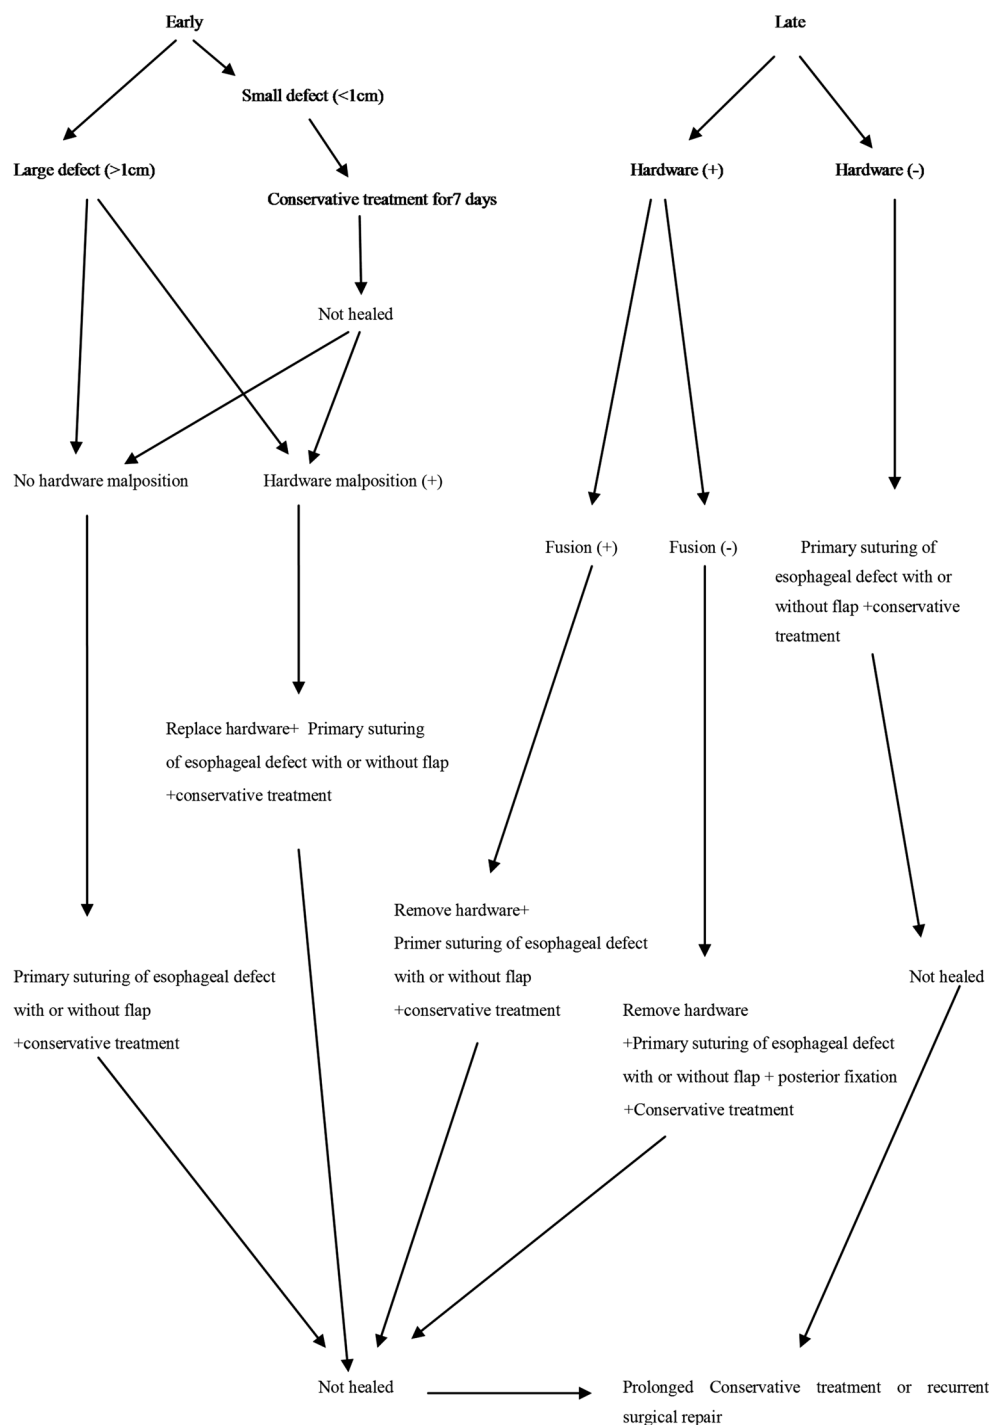 Early
Late
Small defect (<1cm)
Large defect (>1cm)
Hardware (+)
Hardware (-)
Conservative treatment for7 days
Not healed
No hardware malposition
Hardware malposition (+)
Fusion (+)
Fusion (-)
Primary suturing of
esophageal defect with or
without flap +conservative
treatment
Replace hardware+ Primary suturing
of esophageal defect with or without flap
+conservative treatment
Remove hardware+
Primer suturing of esophageal defect
with or without flap
+conservative treatment
Primary suturing of esophageal defect
with or without flap
+conservative treatment
Not healed
Remove hardware
+Primary suturing of esophageal defect
with or without flap + posterior fixation
+Conservative treatment
Not healed
Prolonged Conservative treatment or recurrent
surgical repair